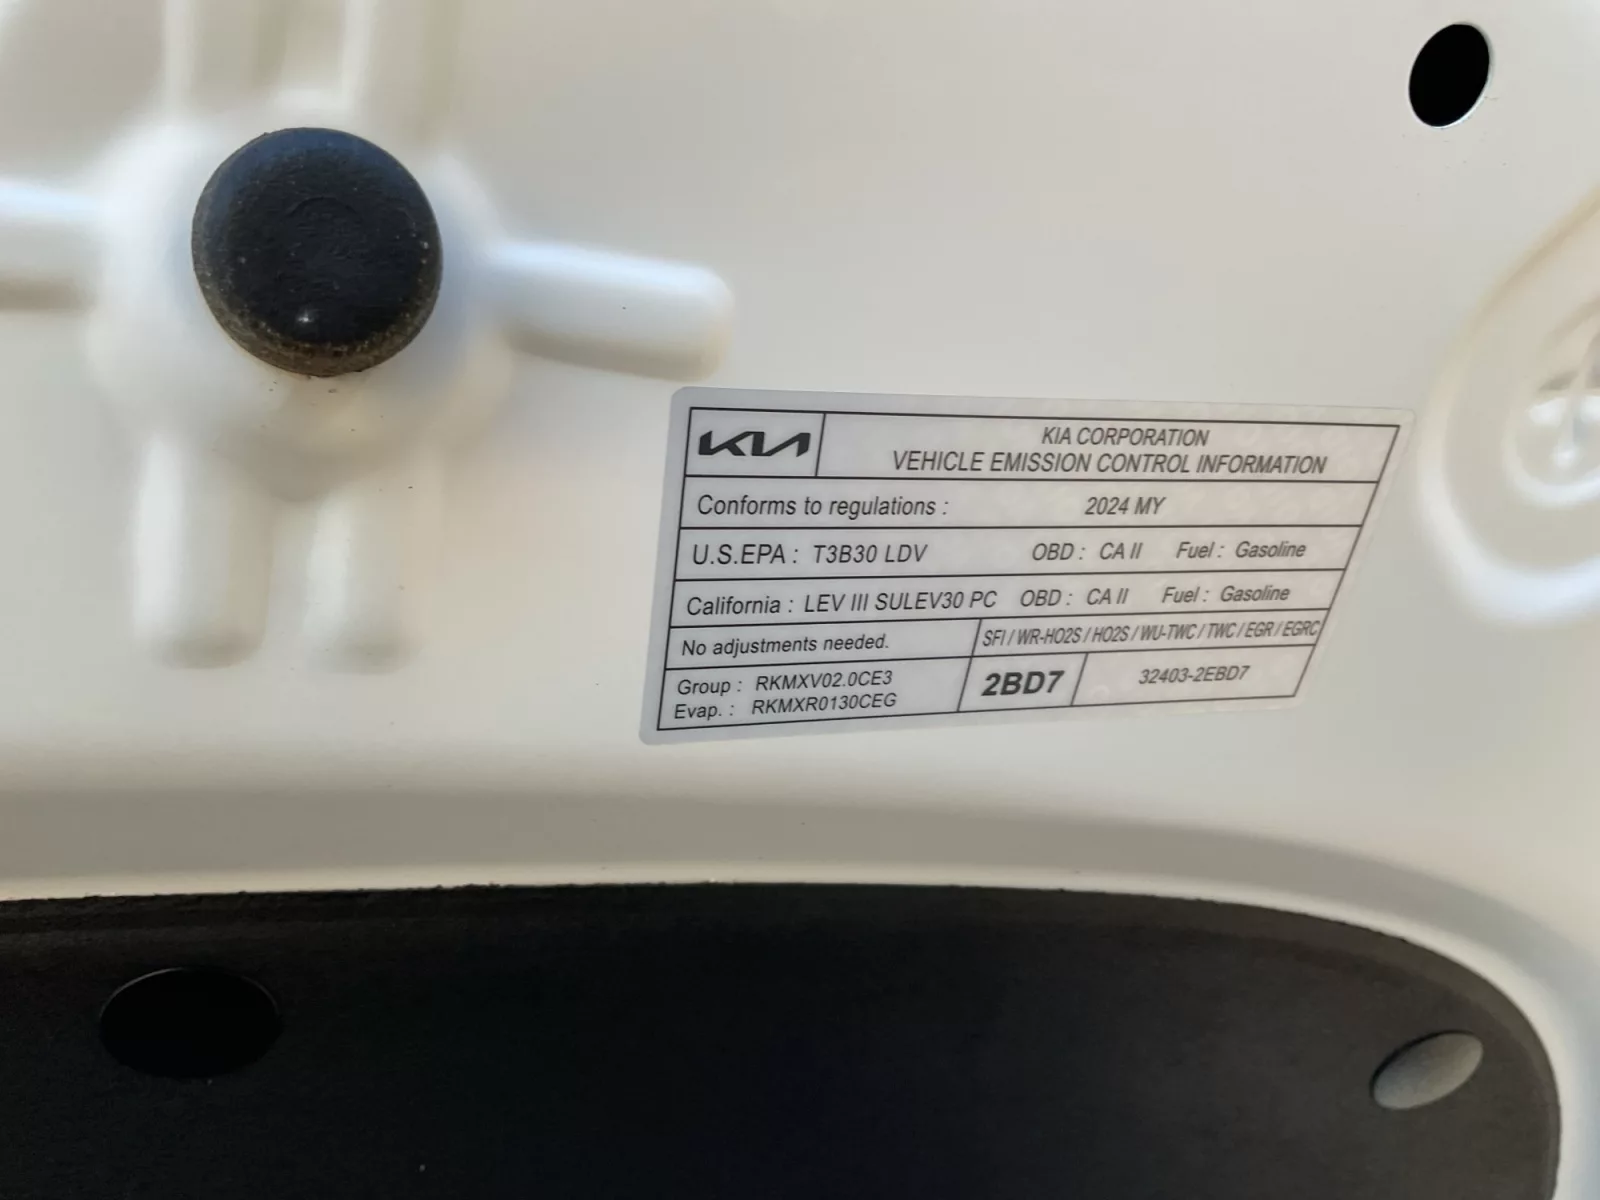 KIA
KIA CORPORATION
VEHICLE EMISSION CONTROL INFORMATION
Conforms to regulations : 2024 MY
U.S.EPA : T3B30 LDV OBD : CA II Fuel : Gasoline
California : LEV III SULEV30 PC OBD : CA II Fuel : Gasoline
No adjustments needed. SFI / WR-HO2S / HO2S / WU-TWC / TWC / EGR / EGRC
Group : RKMXV02.0CE3
Evap. : RKMXR0130CEG
2BD7
32403-2EBD7